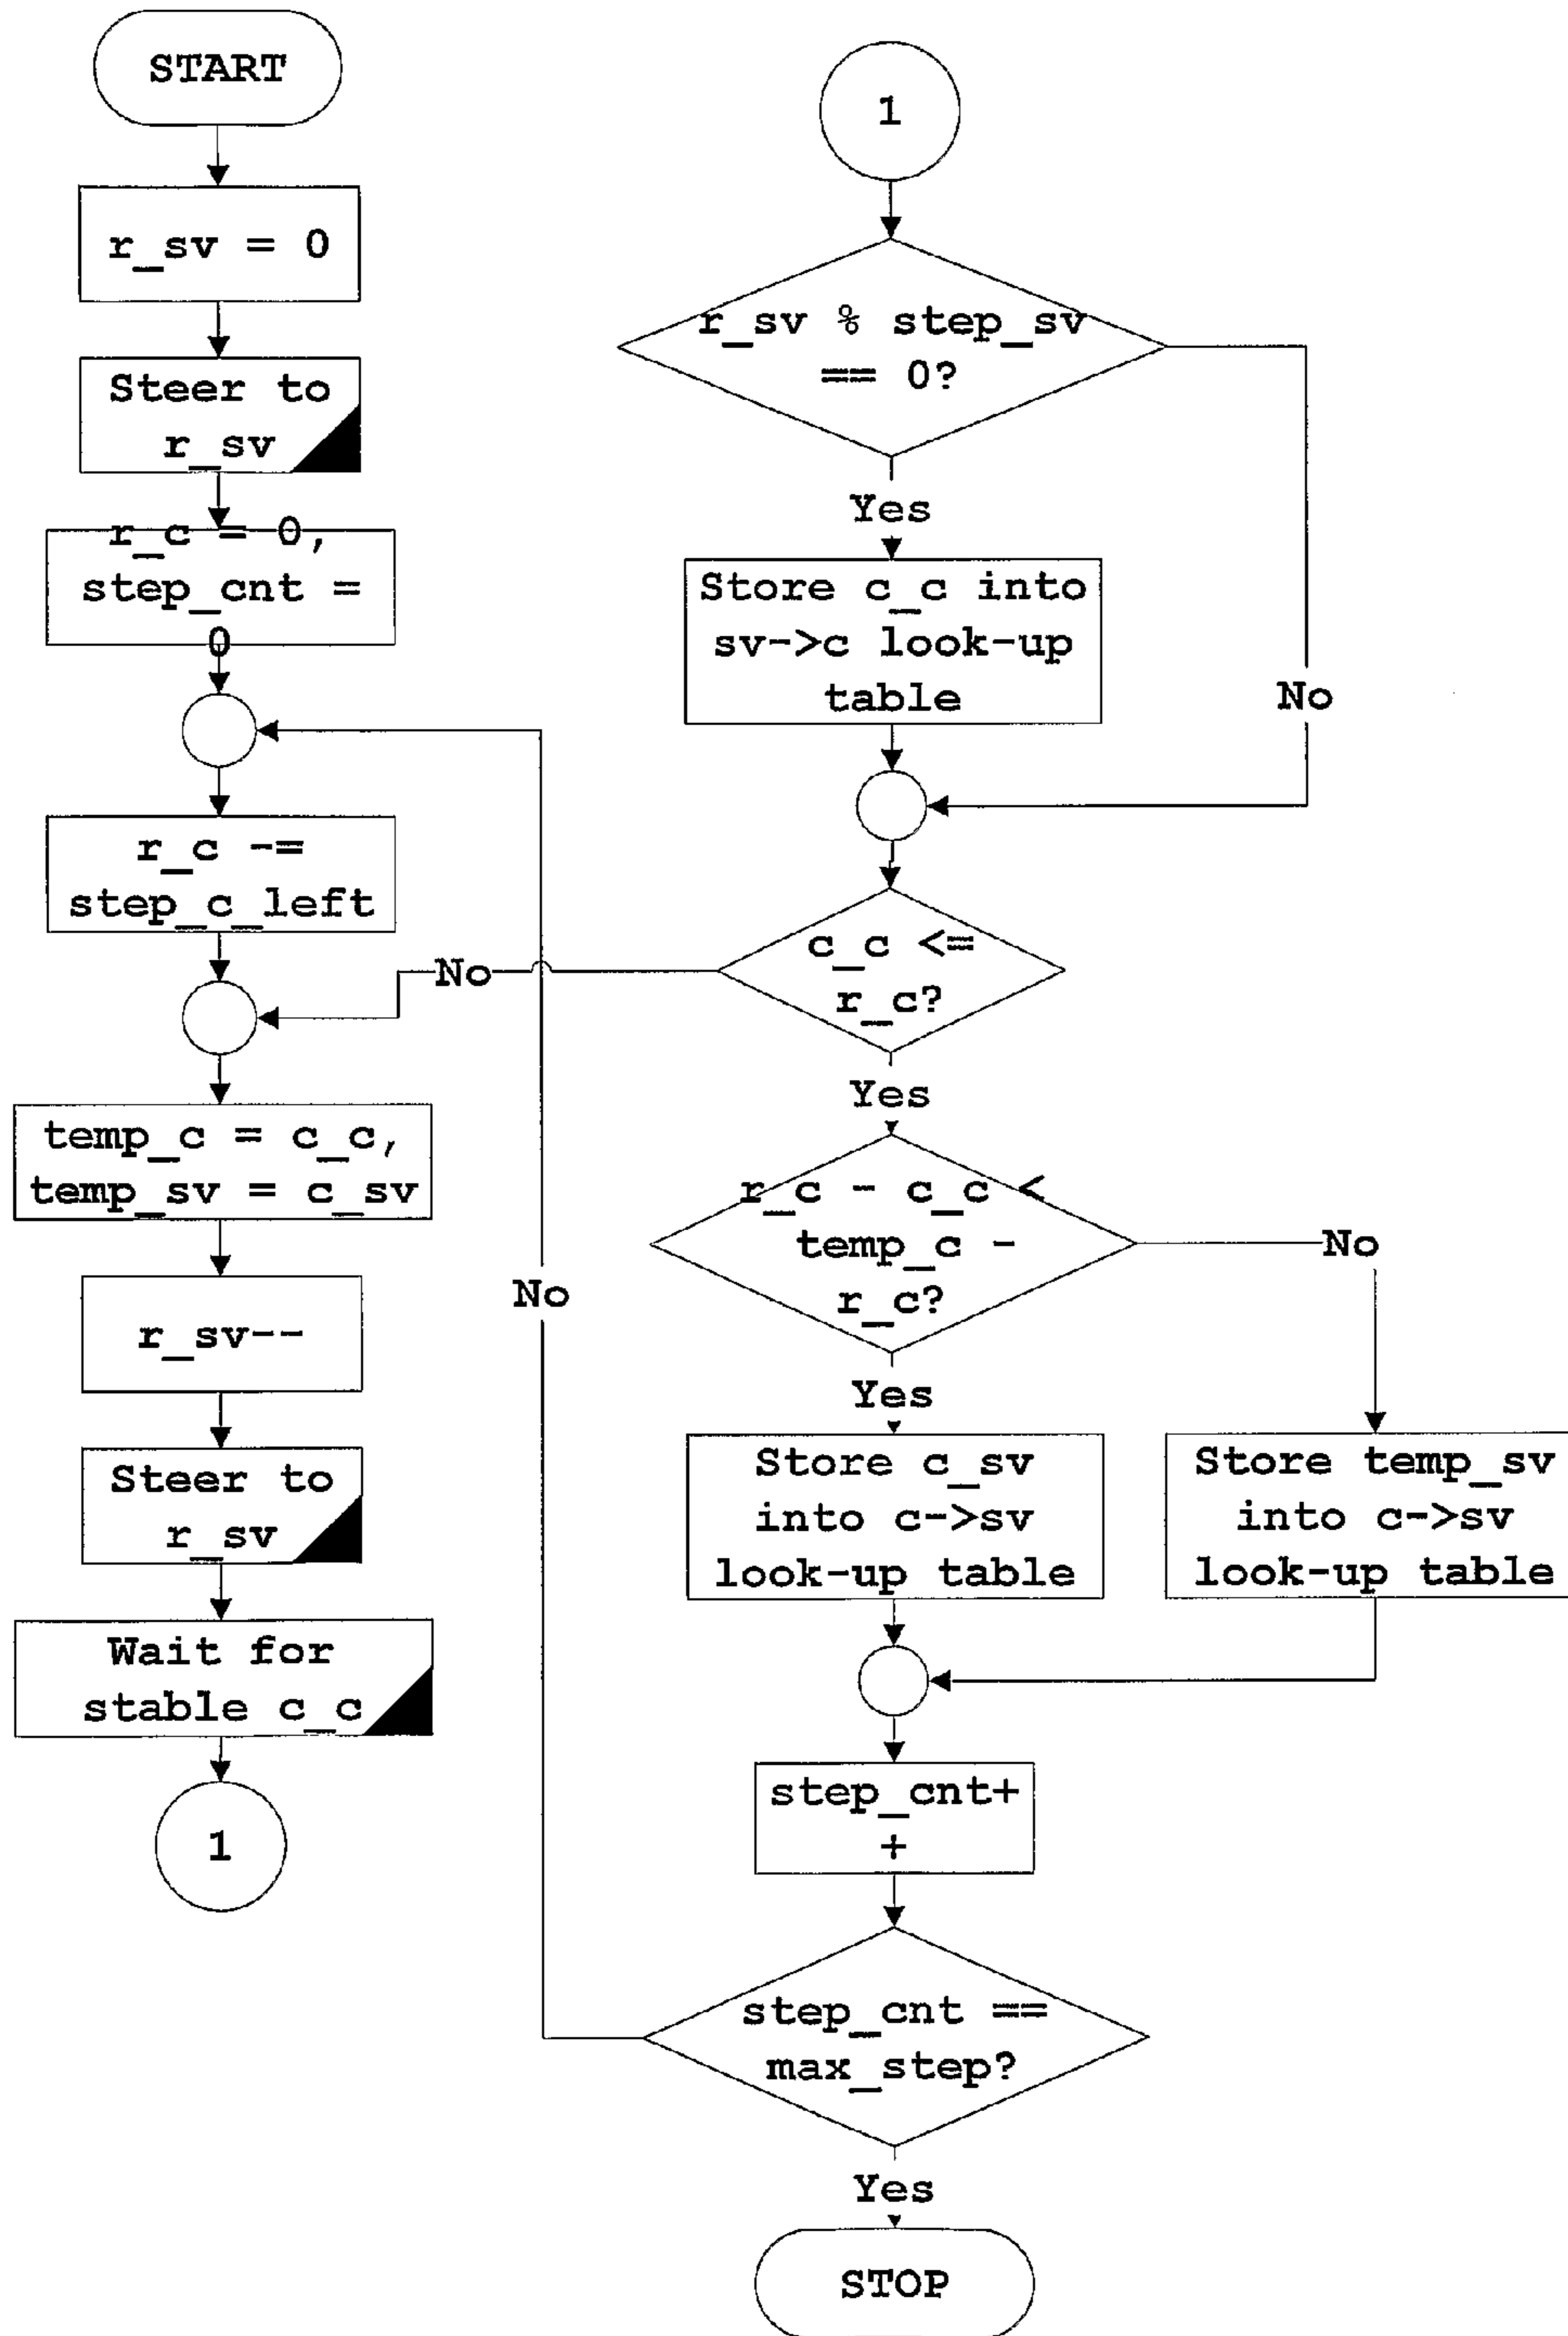 START
r_sv = 0
Steer to
r_sv
r_c = 0,
step_cnt =
0
r_c -=
step_c_left
temp_c = c_c,
temp_sv = c_sv
r_sv--
Steer to
r_sv
Wait for
stable c_c
1
1
r_sv % step_sv
== 0?
Yes
No
Store c_c into
sv->c look-up
table
c_c <=
r_c?
No
Yes
r_c - c_c <
temp_c -
r_c?
No
Yes
Store c_sv
into c->sv
look-up table
Store temp_sv
into c->sv
look-up table
step_cnt+
+
step_cnt ==
max_step?
No
Yes
STOP